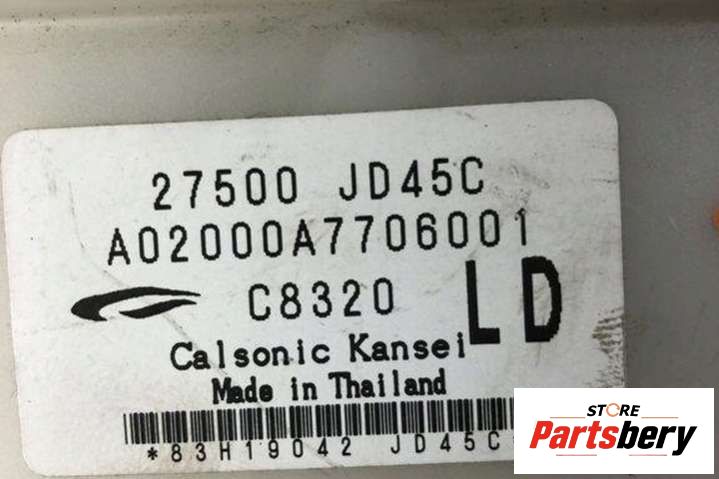 27500 JD45C
A02000A7706001
C8320 LD
Calsonic Kansei
Made in Thailand
*83H19042 JD45C
STORE
Partsbery